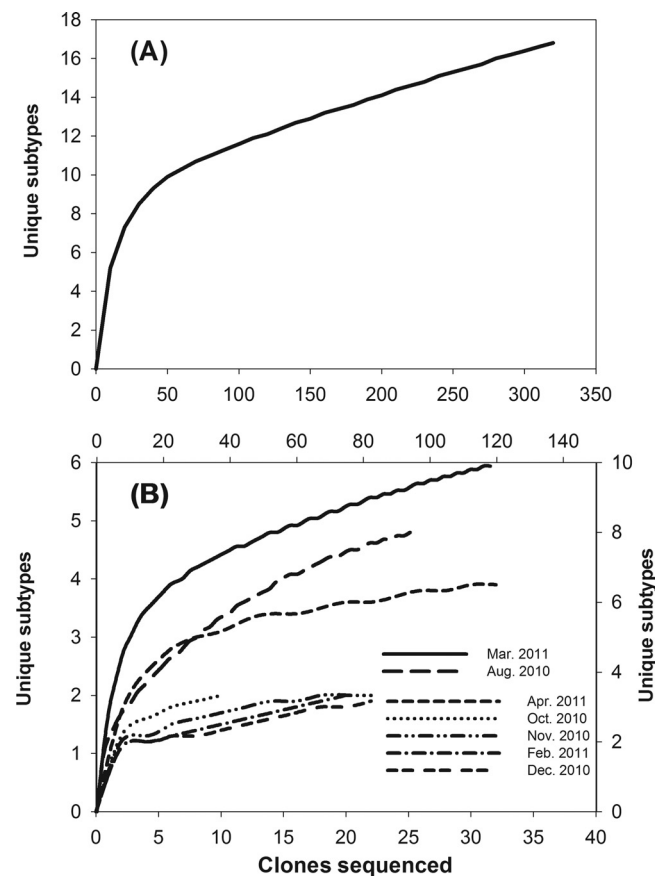 18
16
14
12
10
8
6
4
2
0
(A)
Unique subtypes
0 50 100 150 200 250 300 350
0 20 40 60 80 100 120 140
6
5
4
3
2
1
0
(B)
Unique subtypes
10
8
6
4
2
0
Unique subtypes
Mar. 2011
Aug. 2010
Apr. 2011
Oct. 2010
Nov. 2010
Feb. 2011
Dec. 2010
0 5 10 15 20 25 30 35 40
Clones sequenced